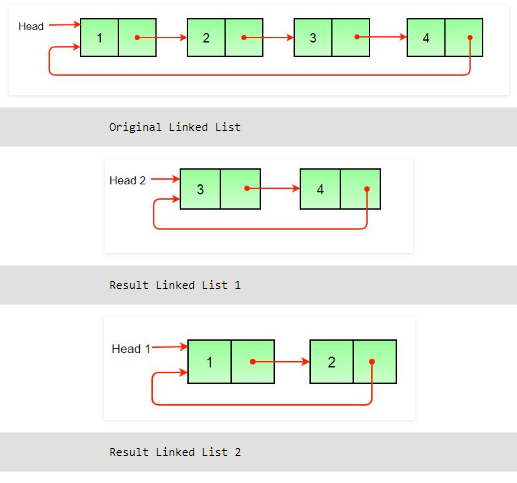 Head
1 2 3 4
Original Linked List
Head 2
3 4
Result Linked List 1
Head 1
1 2
Result Linked List 2